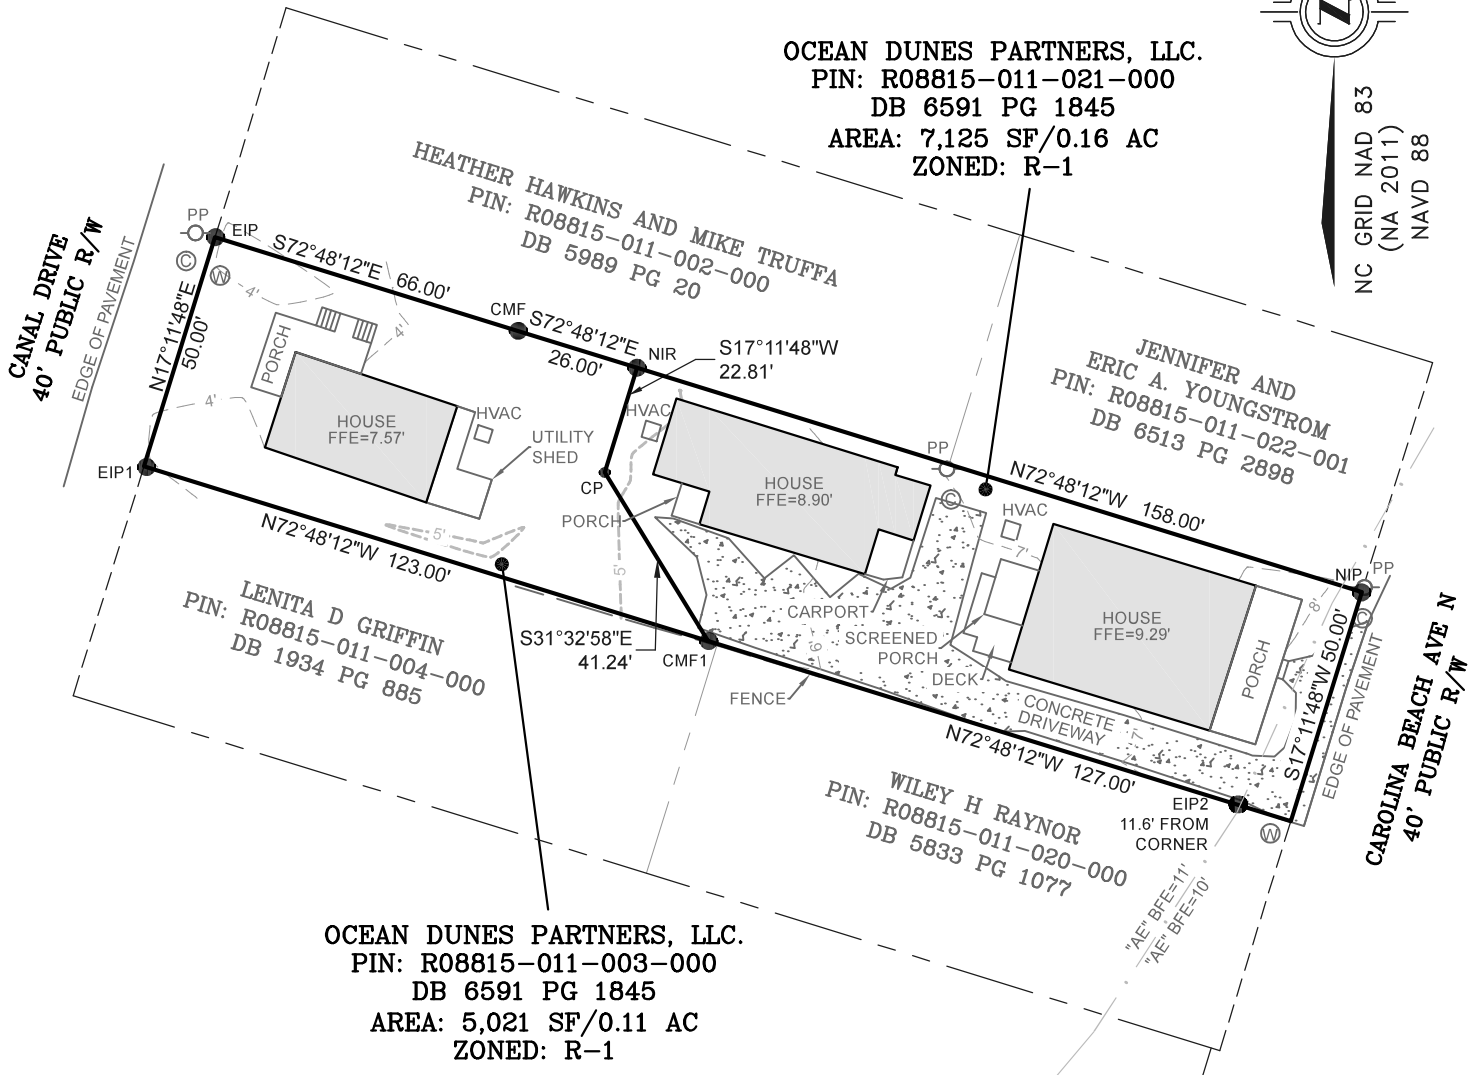 OCEAN DUNES PARTNERS, LLC.
PIN: R08815-011-021-000
DB 6591 PG 1845
AREA: 7,125 SF/0.16 AC
ZONED: R-1
N
NC GRID NAD 83
(NA 2011)
NAVD 88
HEATHER HAWKINS AND MIKE TRUFFA
PIN: R08815-011-002-000
DB 5989 PG 20
JENNIFER AND
ERIC A. YOUNGSTROM
PIN: R08815-011-022-001
DB 6513 PG 2898
CANAL DRIVE
40' PUBLIC R/W
EDGE OF PAVEMENT
PP
EIP
C
W
S72°48'12"E 66.00'
N17°11'48"E
50.00'
4'
4'
4'
CMF
S72°48'12"E
26.00'
NIR
S17°11'48"W
22.81'
PORCH
HOUSE
FFE=7.57'
HVAC
UTILITY
SHED
EIP1
N72°48'12"W 123.00'
5'
5'
HVAC
CP
PORCH
HOUSE
FFE=8.90'
PP
C
N72°48'12"W 158.00'
HVAC
7'
HOUSE
FFE=9.29'
PORCH
NIP
PP
C
8'
S17°11'48"W 50.00'
EDGE OF PAVEMENT
CAROLINA BEACH AVE N
40' PUBLIC R/W
CARPORT
SCREENED
PORCH
DECK
CONCRETE
DRIVEWAY
7'
6'
FENCE
S31°32'58"E
41.24'
CMF1
N72°48'12"W 127.00'
EIP2
11.6' FROM
CORNER
W
LENITA D GRIFFIN
PIN: R08815-011-004-000
DB 1934 PG 885
WILEY H RAYNOR
PIN: R08815-011-020-000
DB 5833 PG 1077
"AE" BFE=11'
"AE" BFE=10'
OCEAN DUNES PARTNERS, LLC.
PIN: R08815-011-003-000
DB 6591 PG 1845
AREA: 5,021 SF/0.11 AC
ZONED: R-1